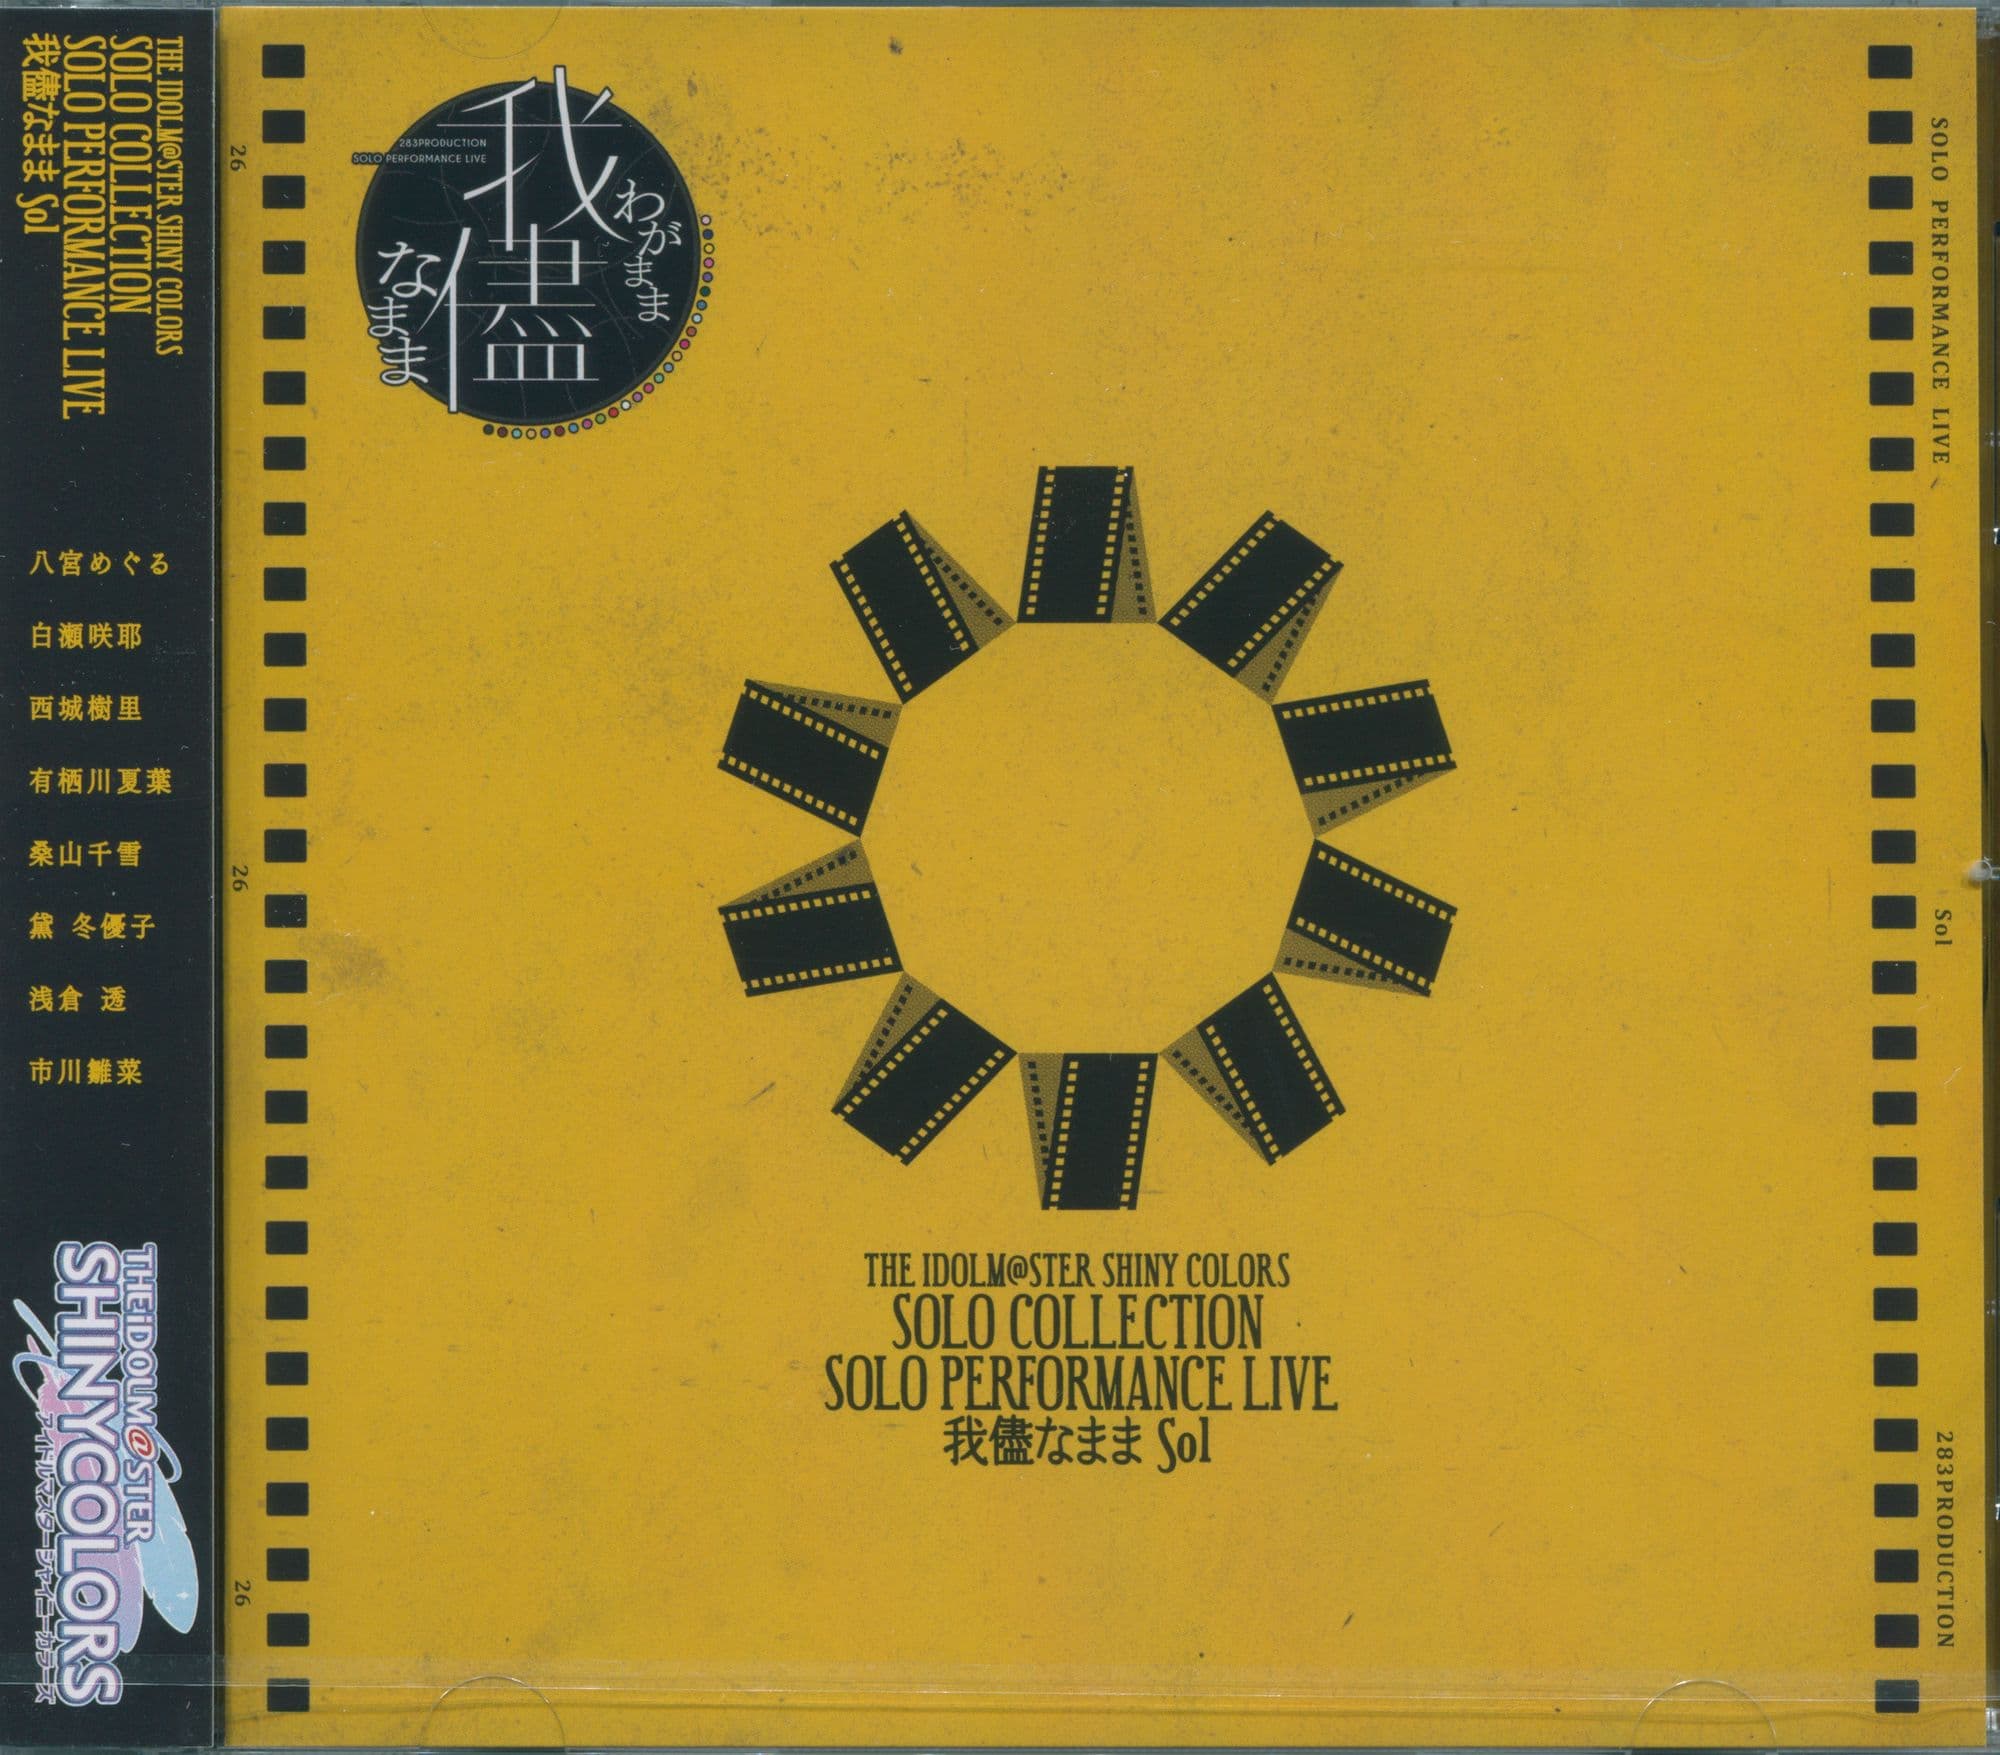 THE IDOLM@STER SHINY COLORS
SOLO COLLECTION
SOLO PERFORMANCE LIVE
我儘なまま Sol
八宮めぐる
白瀬咲耶
西城樹里
有栖川夏葉
桑山千雪
黛 冬優子
浅倉 透
市川雛菜
THE iDOLM@STER
SHINYCOLORS
アイドルマスターシャイニーカラーズ
26
26
26
283PRODUCTION
SOLO PERFORMANCE LIVE
我儘
わがまま
なまま
THE IDOLM@STER SHINY COLORS
SOLO COLLECTION
SOLO PERFORMANCE LIVE
我儘なまま Sol
SOLO PERFORMANCE LIVE
Sol
283PRODUCTION